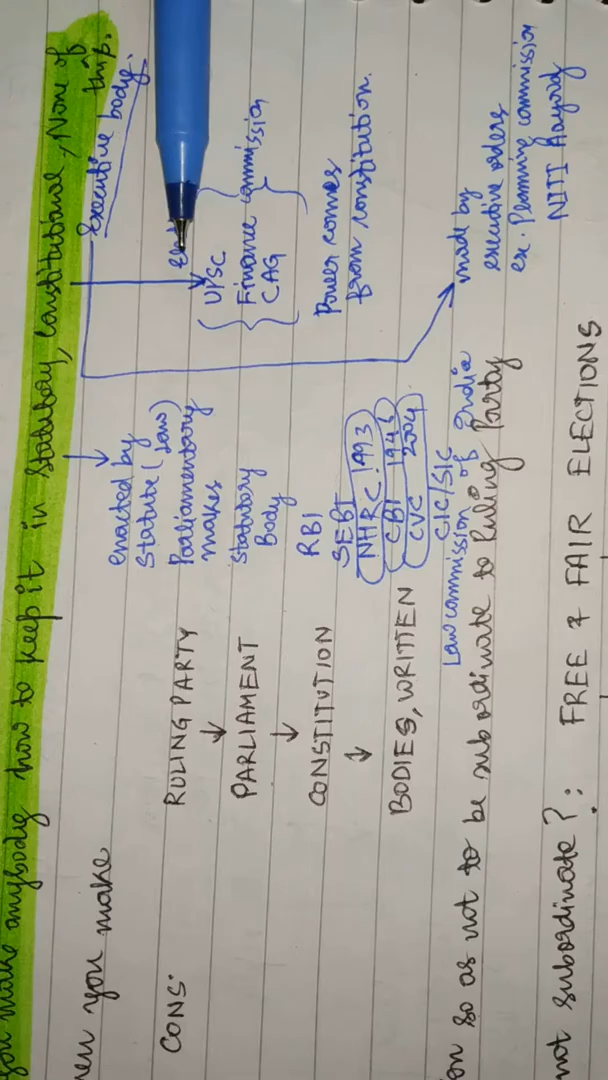 you make anybody how to keep it in statutory, constitutional, None of this.
when you make
executive body.
enacted by
statute (law)
Parliamentary
makes
Statutory
Body
RBI
SEBI
NHRC 1993
CBI 1946
CVC 2004
CIC/SIC
Law commission of India
UPSC
Finance commission
CAG
Power comes
from constitution.
made by
executive orders
ex. Planning commission
NITI Aayog
RULING PARTY
↓
PARLIAMENT
↓
CONSTITUTION
↓
BODIES, WRITTEN
CONS
on so as not to be subordinate to Ruling Party
not subordinate?: FREE & FAIR ELECTIONS